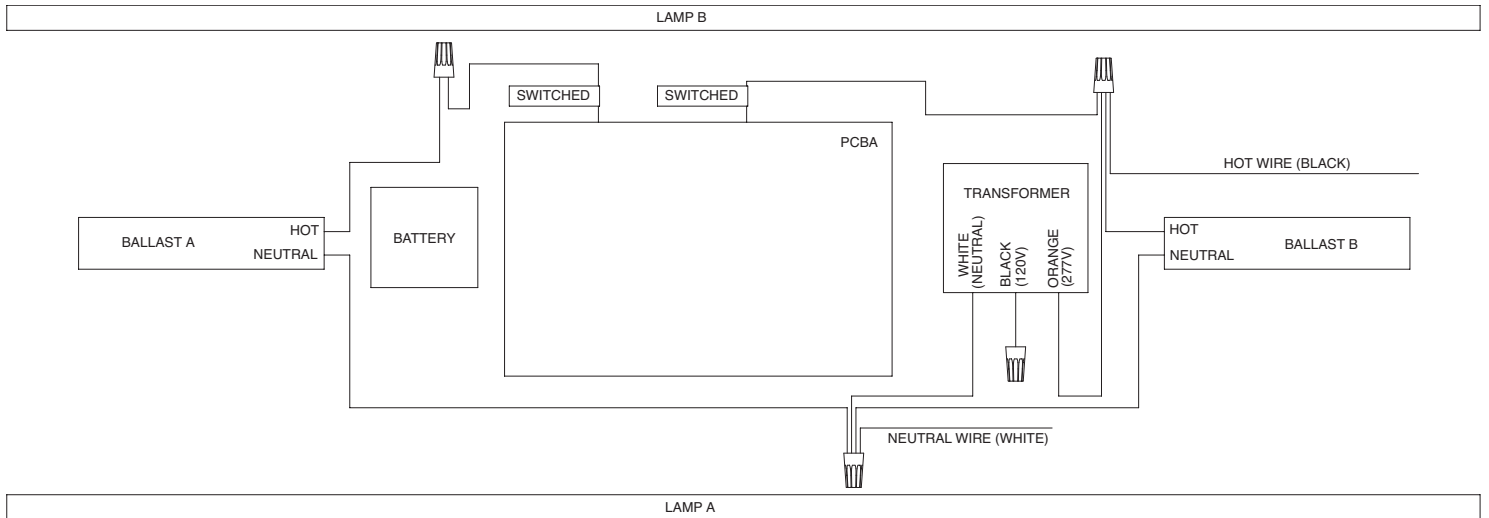 LAMP B
SWITCHED
SWITCHED
PCBA
HOT WIRE (BLACK)
TRANSFORMER
WHITE
(NEUTRAL)
BLACK
(120V)
ORANGE
(277V)
BALLAST A
HOT
NEUTRAL
BATTERY
HOT
NEUTRAL
BALLAST B
NEUTRAL WIRE (WHITE)
LAMP A